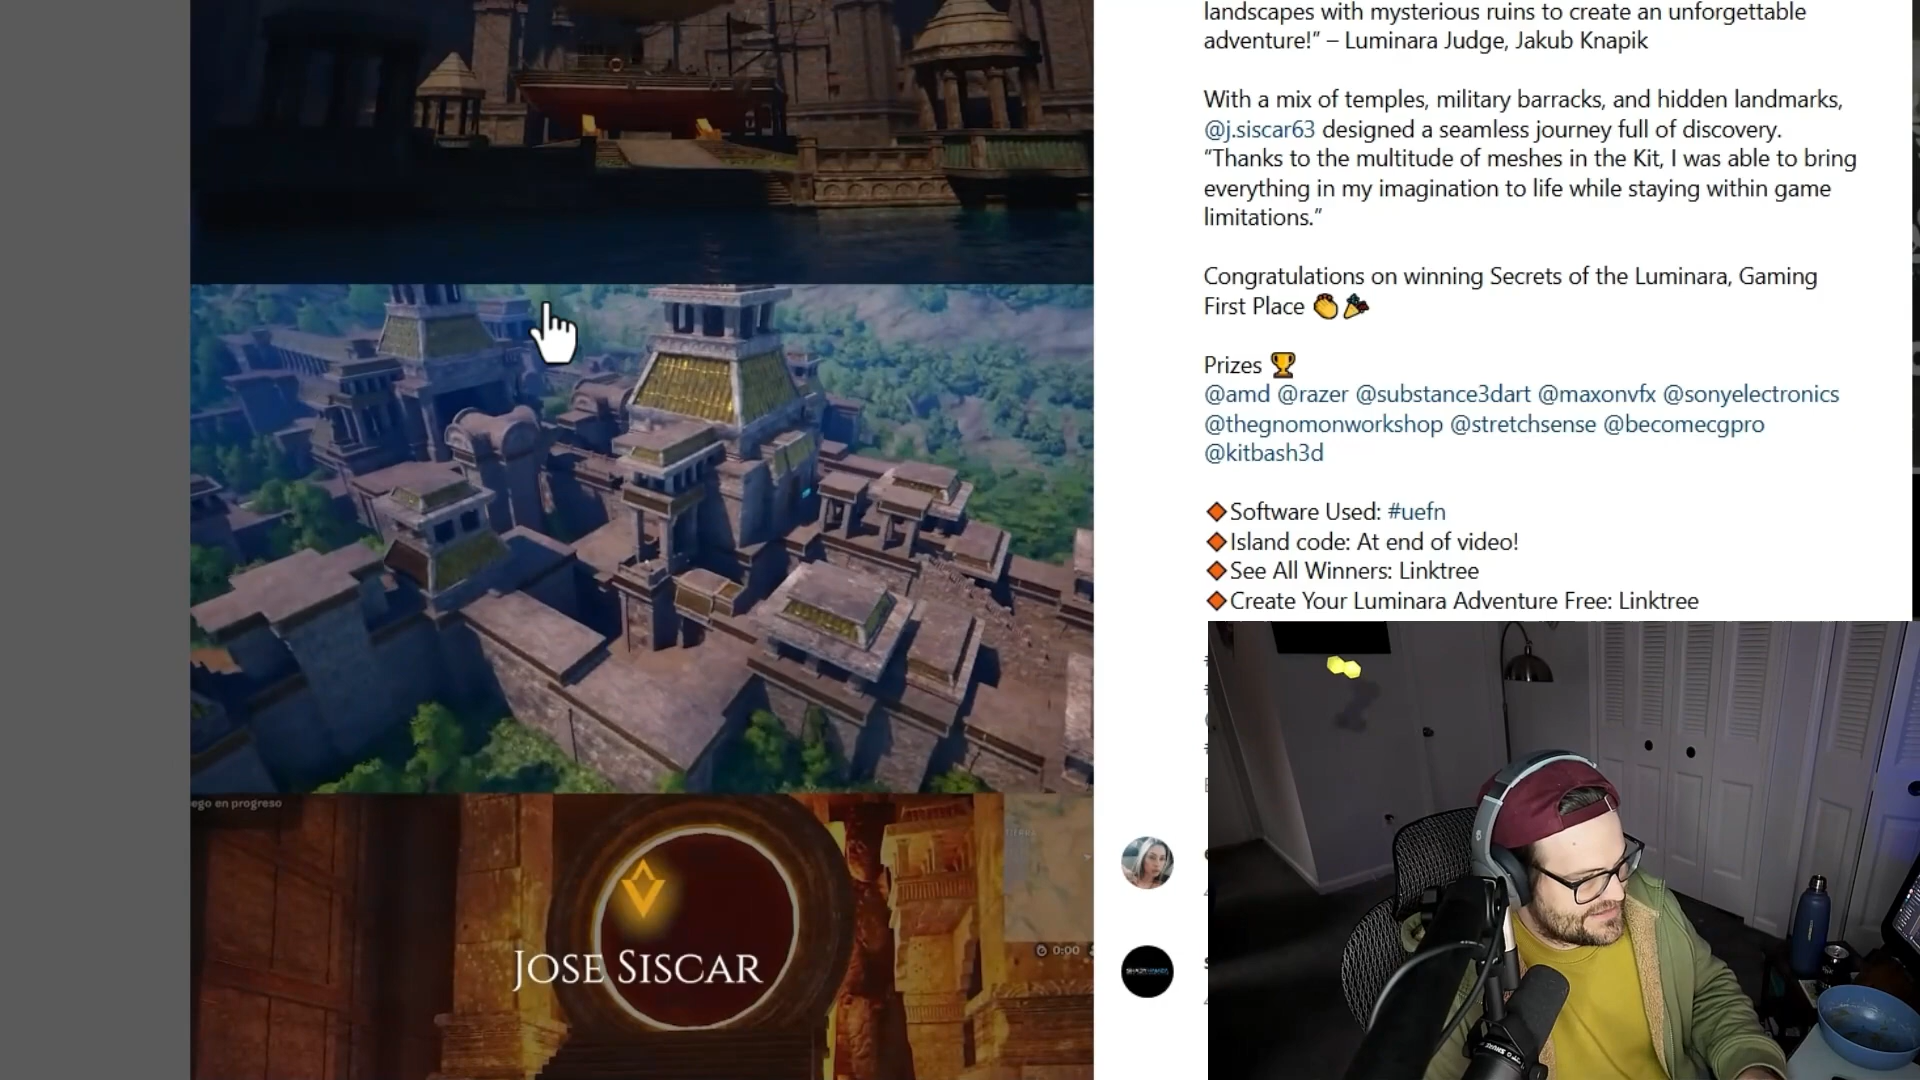 landscapes with mysterious ruins to create an unforgettable
adventure!” – Luminara Judge, Jakub Knapik
With a mix of temples, military barracks, and hidden landmarks,
@j.siscar63 designed a seamless journey full of discovery.
“Thanks to the multitude of meshes in the Kit, I was able to bring
everything in my imagination to life while staying within game
limitations.”
Congratulations on winning Secrets of the Luminara, Gaming
First Place 👏🎉
Prizes 🏆
@amd @razer @substance3dart @maxonvfx @sonyelectronics
@thegnomonworkshop @stretchsense @becomecgpro
@kitbash3d
🔶Software Used: #uefn
🔶Island code: At end of video!
🔶See All Winners: Linktree
🔶Create Your Luminara Adventure Free: Linktree
ego en progreso
0:00
JOSE SISCAR